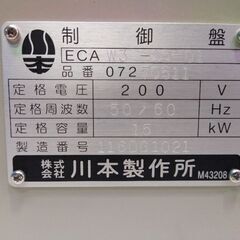 制御盤
ECA
品番 072
定格電圧 200 V
定格周波数 50/60 Hz
定格容量 15 kW
製造番号
株式会社 川本製作所 M43208